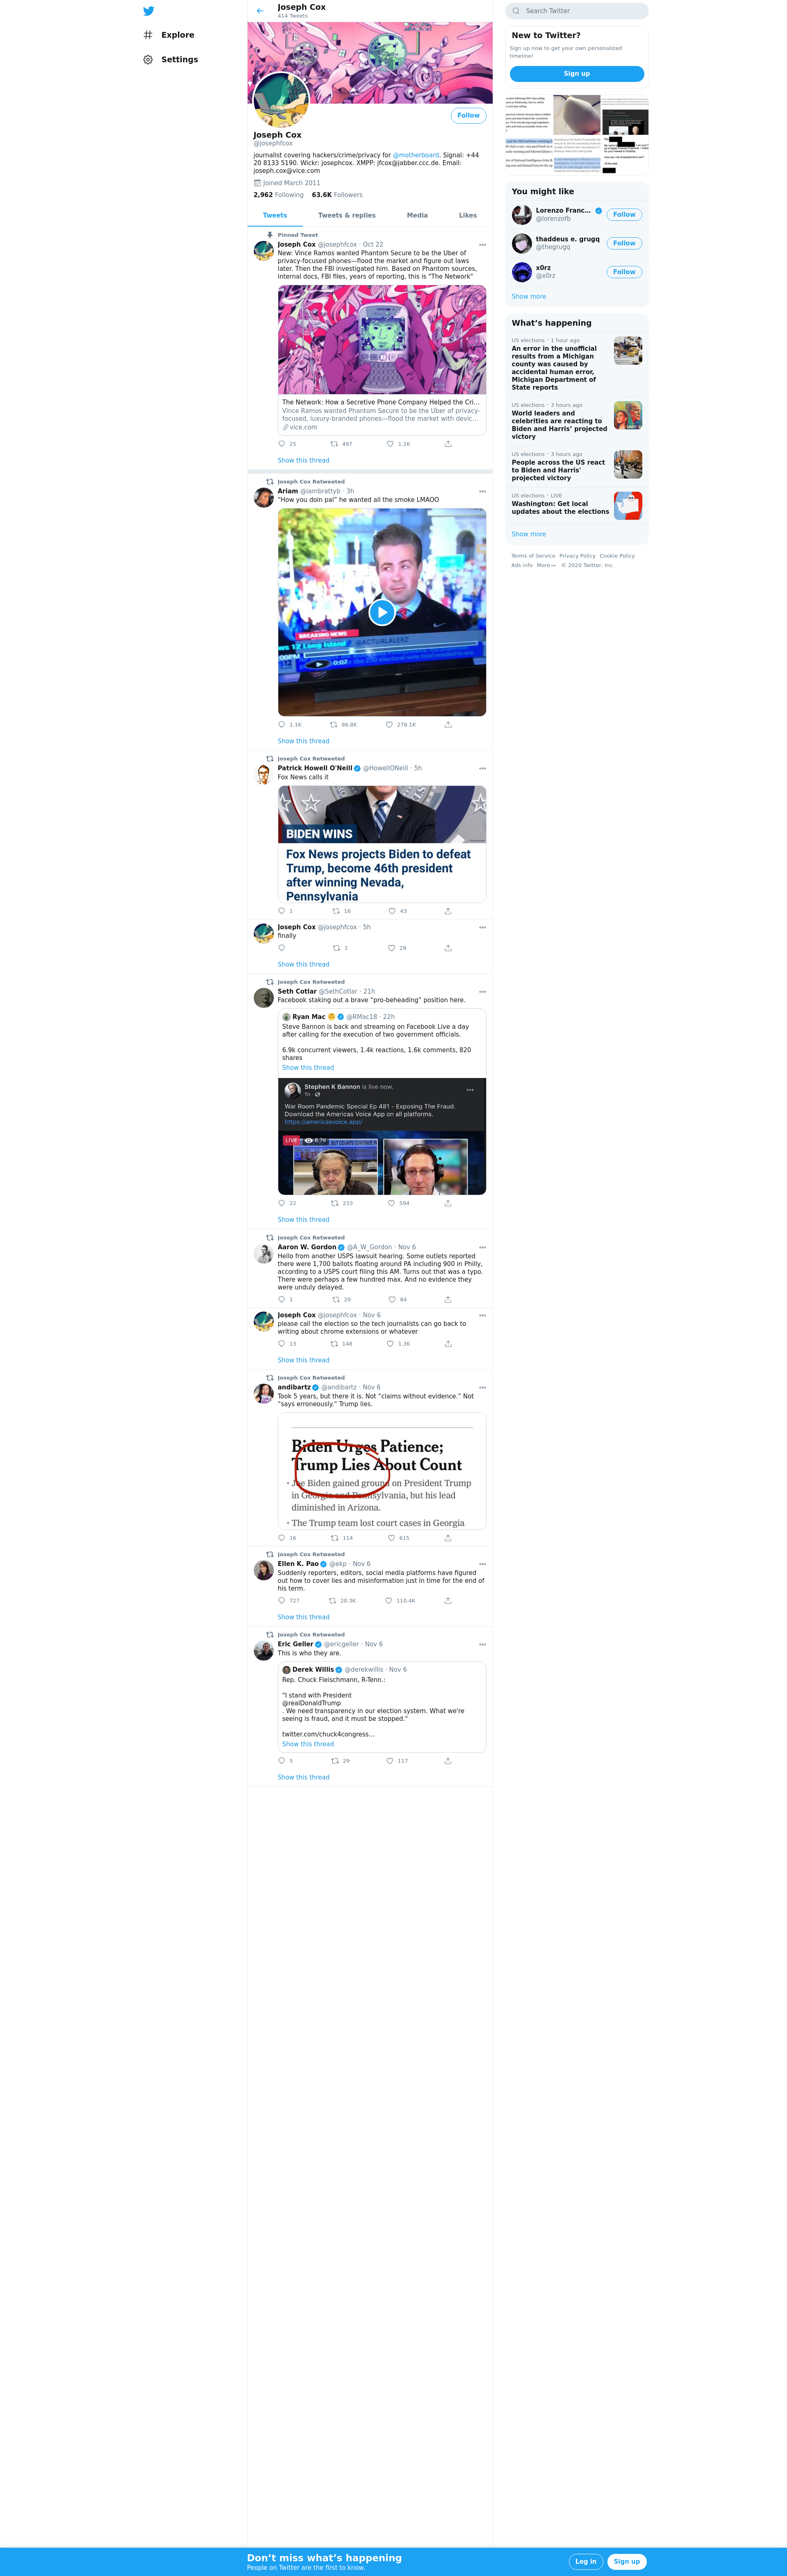 Explore
Settings
Joseph Cox
414 Tweets
Follow
Joseph Cox
@josephfcox
journalist covering hackers/crime/privacy for @motherboard. Signal: +44
20 8133 5190. Wickr: josephcox. XMPP: jfcox@jabber.ccc.de. Email:
joseph.cox@vice.com
Joined March 2011
2,962 Following 63.6K Followers
Tweets Tweets & replies Media Likes
Pinned Tweet
Joseph Cox @josephfcox · Oct 22
New: Vince Ramos wanted Phantom Secure to be the Uber of
privacy-focused phones—flood the market and figure out laws
later. Then the FBI investigated him. Based on Phantom sources,
internal docs, FBI files, years of reporting, this is "The Network"
The Network: How a Secretive Phone Company Helped the Cri...
Vince Ramos wanted Phantom Secure to be the Uber of privacy-
focused, luxury-branded phones—flood the market with devic...
vice.com
25 497 1.1K
Show this thread
Joseph Cox Retweeted
Ariam @iambrattyb · 3h
"How you doin pal" he wanted all the smoke LMAOO
BREAKING NEWS
ws 12 Long Island @ACTUALALEXZ
0:07
1.1K 86.8K 278.1K
Show this thread
Joseph Cox Retweeted
Patrick Howell O'Neill @HowellONeill · 5h
Fox News calls it
BIDEN WINS
Fox News projects Biden to defeat
Trump, become 46th president
after winning Nevada,
Pennsylvania
1 16 43
Joseph Cox @josephfcox · 5h
finally
1 29
Show this thread
Joseph Cox Retweeted
Seth Cotlar @SethCotlar · 21h
Facebook staking out a brave "pro-beheading" position here.
Ryan Mac @RMac18 · 22h
Steve Bannon is back and streaming on Facebook Live a day
after calling for the execution of two government officials.
6.9k concurrent viewers, 1.4k reactions, 1.6k comments, 820
shares
Show this thread
Stephen K Bannon is live now.
1h ·
War Room Pandemic Special Ep 481 - Exposing The Fraud.
Download the Americas Voice App on all platforms.
https://americasvoice.app/
LIVE 6.7K
22 233 594
Show this thread
Joseph Cox Retweeted
Aaron W. Gordon @A_W_Gordon · Nov 6
Hello from another USPS lawsuit hearing. Some outlets reported
there were 1,700 ballots floating around PA including 900 in Philly,
according to a USPS court filing this AM. Turns out that was a typo.
There were perhaps a few hundred max. And no evidence they
were unduly delayed.
1 20 84
Joseph Cox @josephfcox · Nov 6
please call the election so the tech journalists can go back to
writing about chrome extensions or whatever
13 148 1.3K
Show this thread
Joseph Cox Retweeted
andibartz @andibartz · Nov 6
Took 5 years, but there it is. Not "claims without evidence." Not
"says erroneously." Trump lies.
Biden Urges Patience;
Trump Lies About Count
• Joe Biden gained ground on President Trump
in Georgia and Pennsylvania, but his lead
diminished in Arizona.
• The Trump team lost court cases in Georgia
16 114 615
Joseph Cox Retweeted
Ellen K. Pao @ekp · Nov 6
Suddenly reporters, editors, social media platforms have figured
out how to cover lies and misinformation just in time for the end of
his term.
727 20.3K 110.4K
Show this thread
Joseph Cox Retweeted
Eric Geller @ericgeller · Nov 6
This is who they are.
Derek Willis @derekwillis · Nov 6
Rep. Chuck Fleischmann, R-Tenn.:
"I stand with President
@realDonaldTrump
. We need transparency in our election system. What we're
seeing is fraud, and it must be stopped."
twitter.com/chuck4congress...
Show this thread
5 29 117
Show this thread
Search Twitter
New to Twitter?
Sign up now to get your own personalized
timeline!
Sign up
You might like
Lorenzo Franc...
@lorenzofb
Follow
thaddeus e. grugq
@thegrugq
Follow
x0rz
@x0rz
Follow
Show more
What's happening
US elections · 1 hour ago
An error in the unofficial
results from a Michigan
county was caused by
accidental human error,
Michigan Department of
State reports
US elections · 3 hours ago
World leaders and
celebrities are reacting to
Biden and Harris' projected
victory
US elections · 3 hours ago
People across the US react
to Biden and Harris'
projected victory
US elections · LIVE
Washington: Get local
updates about the elections
Show more
Terms of Service Privacy Policy Cookie Policy
Ads info More © 2020 Twitter, Inc.
Don't miss what's happening
People on Twitter are the first to know.
Log in Sign up